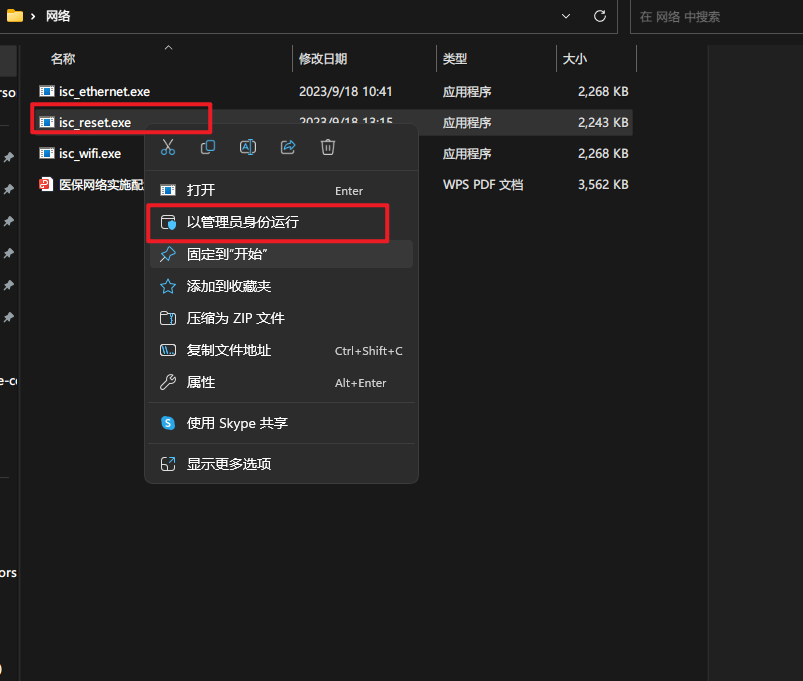 网络
在 网络 中搜索
名称 修改日期 类型 大小
isc_ethernet.exe 2023/9/18 10:41 应用程序 2,268 KB
isc_reset.exe 2023/9/18 13:15 应用程序 2,243 KB
isc_wifi.exe 应用程序 2,268 KB
医保网络实施配 WPS PDF 文档 3,562 KB
打开 Enter
以管理员身份运行
固定到"开始"
添加到收藏夹
压缩为 ZIP 文件
复制文件地址 Ctrl+Shift+C
属性 Alt+Enter
使用 Skype 共享
显示更多选项
rso
e-c
ors